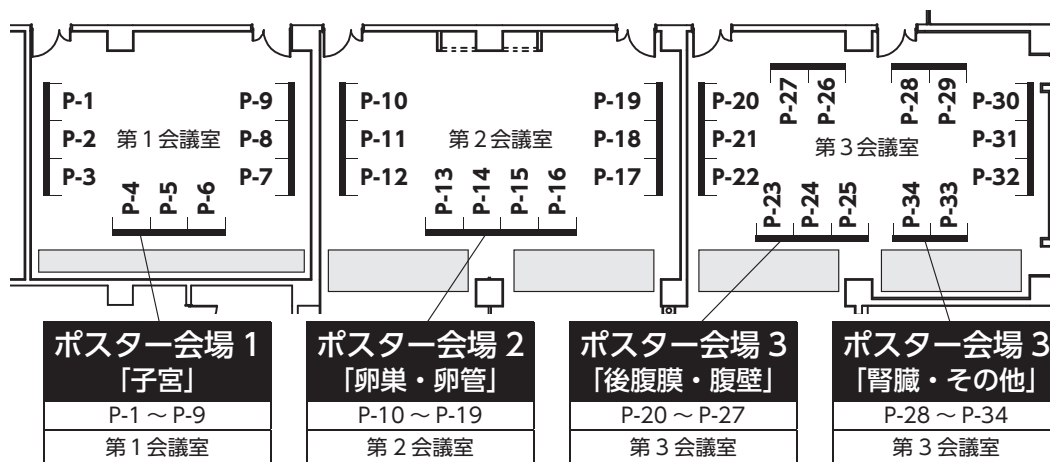 P-1
P-2
P-3
P-4
P-5
P-6
P-7
P-8
P-9
第1会議室
P-10
P-11
P-12
P-13
P-14
P-15
P-16
P-17
P-18
P-19
第2会議室
P-20
P-21
P-22
P-23
P-24
P-25
P-26
P-27
P-28
P-29
P-30
P-31
P-32
P-33
P-34
第3会議室
ポスター会場 1
「子宮」
P-1 ～ P-9
第1会議室
ポスター会場 2
「卵巣・卵管」
P-10 ～ P-19
第2会議室
ポスター会場 3
「後腹膜・腹壁」
P-20 ～ P-27
第3会議室
ポスター会場 3
「腎臓・その他」
P-28 ～ P-34
第3会議室